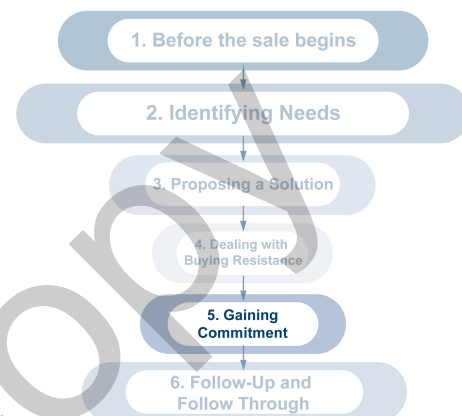 1. Before the sale begins
2. Identifying Needs
3. Proposing a Solution
4. Dealing with
Buying Resistance
5. Gaining
Commitment
6. Follow-Up and
Follow Through
opy